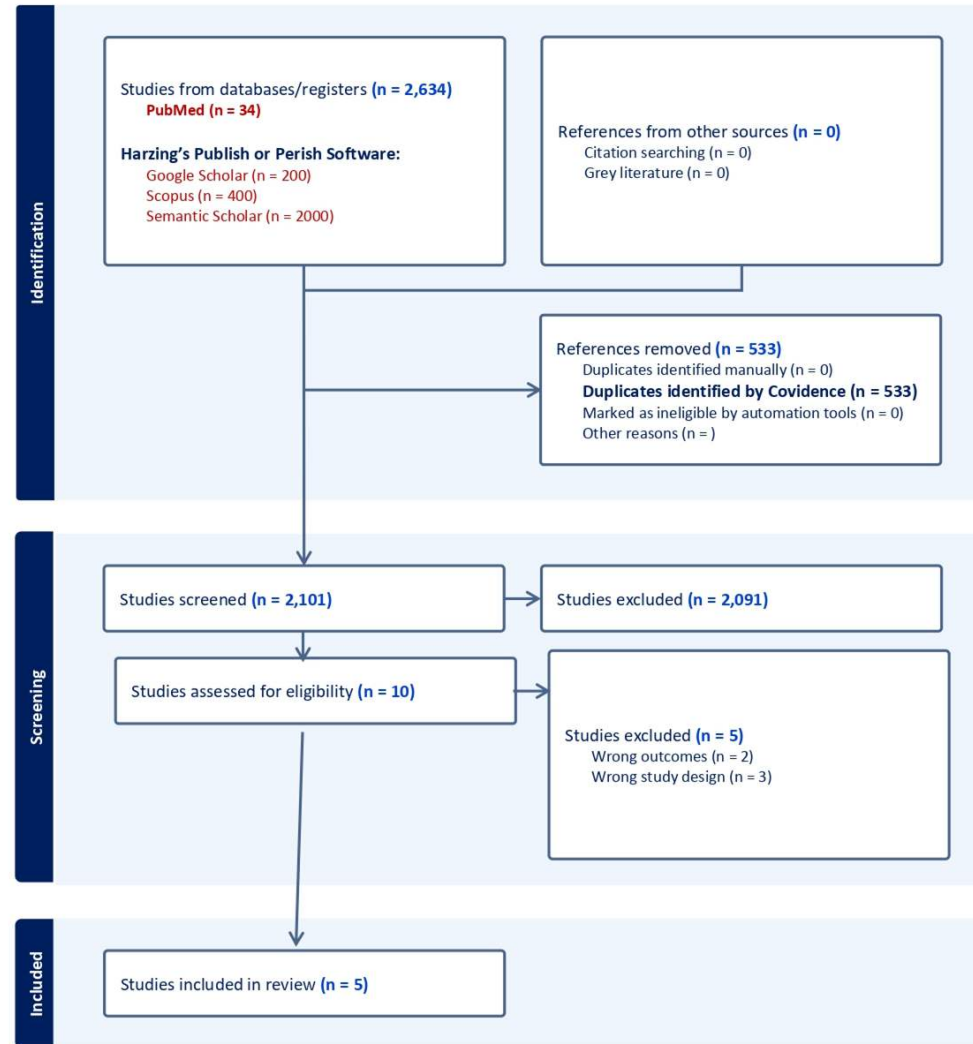 Identification
Studies from databases/registers (n = 2,634)
PubMed (n = 34)
Harzing's Publish or Perish Software:
Google Scholar (n = 200)
Scopus (n = 400)
Semantic Scholar (n = 2000)
References from other sources (n = 0)
Citation searching (n = 0)
Grey literature (n = 0)
References removed (n = 533)
Duplicates identified manually (n = 0)
Duplicates identified by Covidence (n = 533)
Marked as ineligible by automation tools (n = 0)
Other reasons (n = )
Screening
Studies screened (n = 2,101)
Studies excluded (n = 2,091)
Studies assessed for eligibility (n = 10)
Studies excluded (n = 5)
Wrong outcomes (n = 2)
Wrong study design (n = 3)
Included
Studies included in review (n = 5)